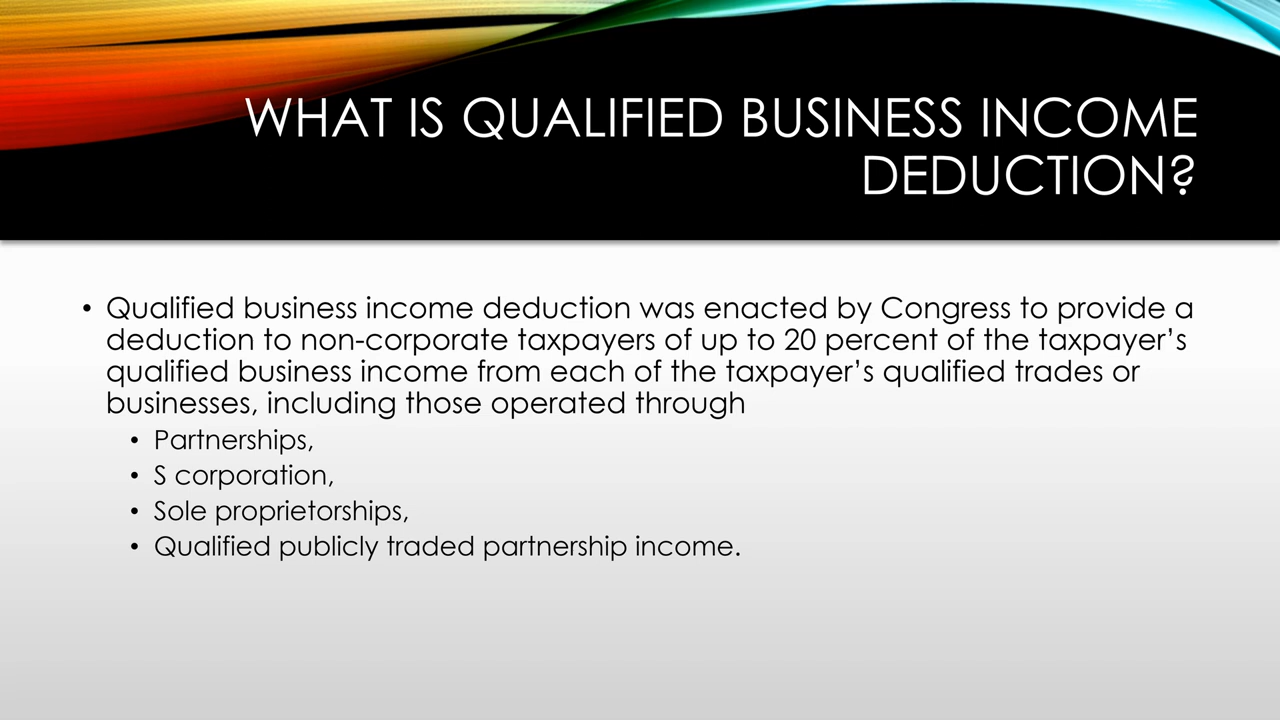 WHAT IS QUALIFIED BUSINESS INCOME
DEDUCTION?
• Qualified business income deduction was enacted by Congress to provide a
deduction to non-corporate taxpayers of up to 20 percent of the taxpayer’s
qualified business income from each of the taxpayer’s qualified trades or
businesses, including those operated through
• Partnerships,
• S corporation,
• Sole proprietorships,
• Qualified publicly traded partnership income.